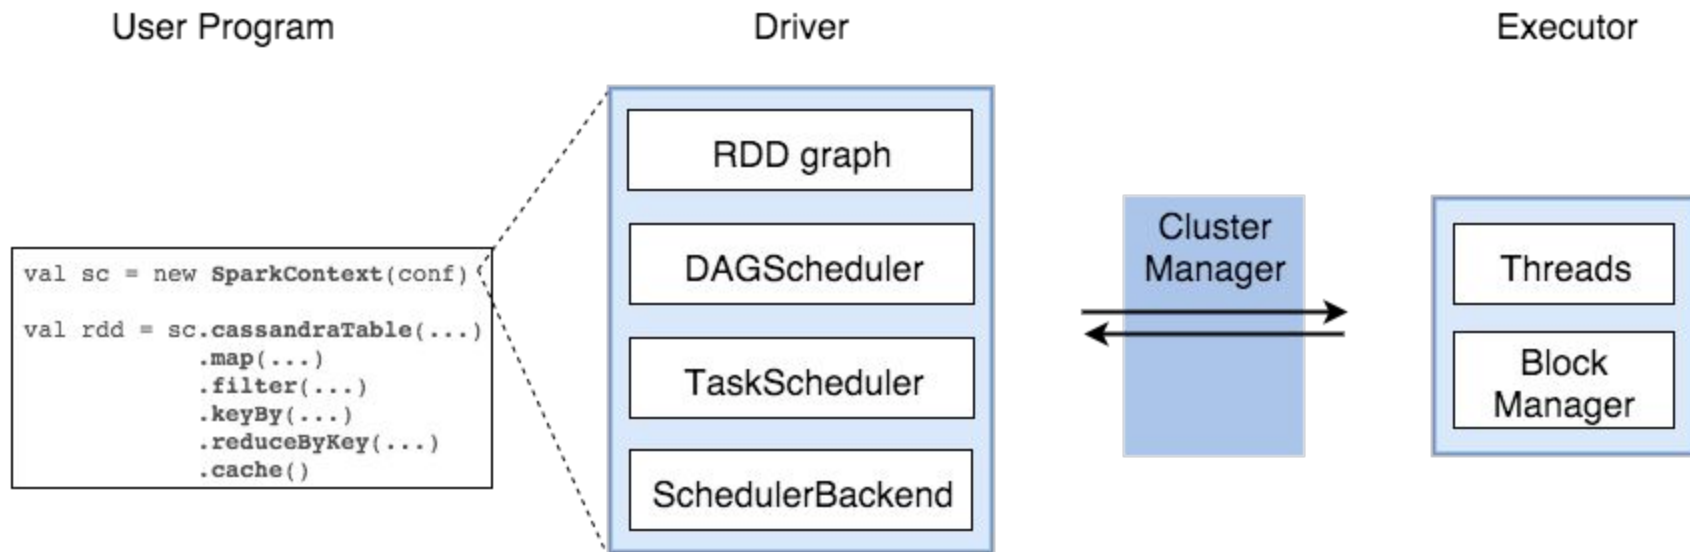 User Program
Driver
Executor
val sc = new SparkContext(conf)
val rdd = sc.cassandraTable(...)
.map(...)
.filter(...)
.keyBy(...)
.reduceByKey(...)
.cache()
RDD graph
DAGScheduler
TaskScheduler
SchedulerBackend
Cluster
Manager
Threads
Block
Manager